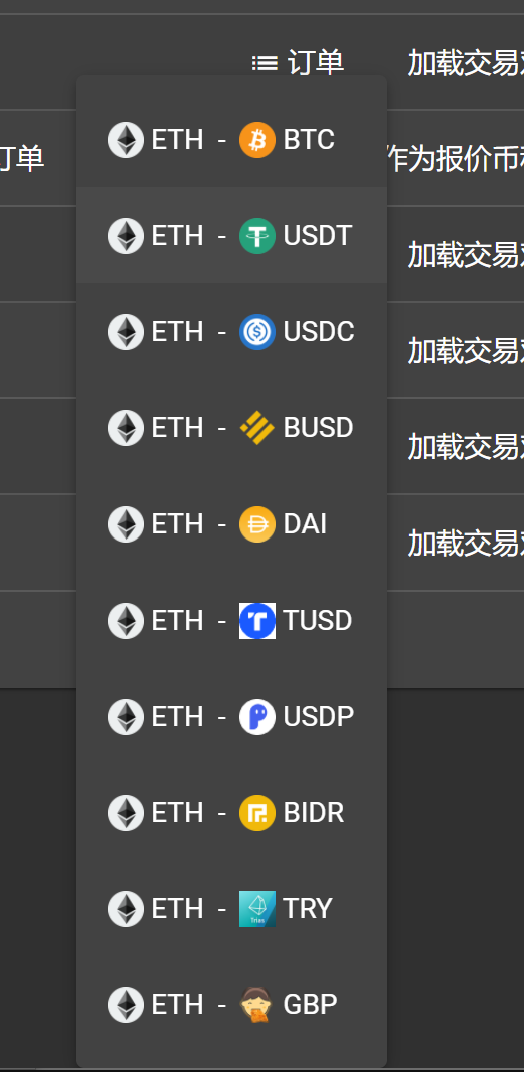 订单
加载交易
ETH - BTC
订单
作为报价币
ETH - USDT
加载交易
ETH - USDC
加载交易
ETH - BUSD
加载交易
ETH - DAI
加载交易
ETH - TUSD
ETH - USDP
ETH - BIDR
ETH - TRY
ETH - GBP